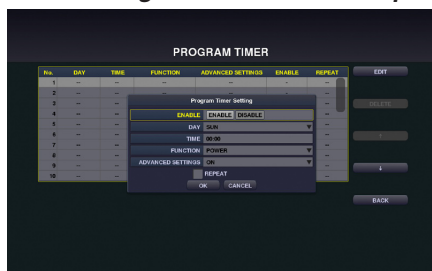 PROGRAM TIMER
No. DAY TIME FUNCTION ADVANCED SETTINGS ENABLE REPEAT EDIT
1 – – – – – –
2 – –
3 – – – DELETE
4 – – –
5 – – – ↑
6 – – –
7 – – –
8 – – –
9 – – – ↓
10 – – –
Program Timer Setting
ENABLE ENABLE DISABLE
DAY SUN ▼
TIME 00:00
FUNCTION POWER ▼
ADVANCED SETTINGS ON ▼
REPEAT
OK CANCEL
BACK